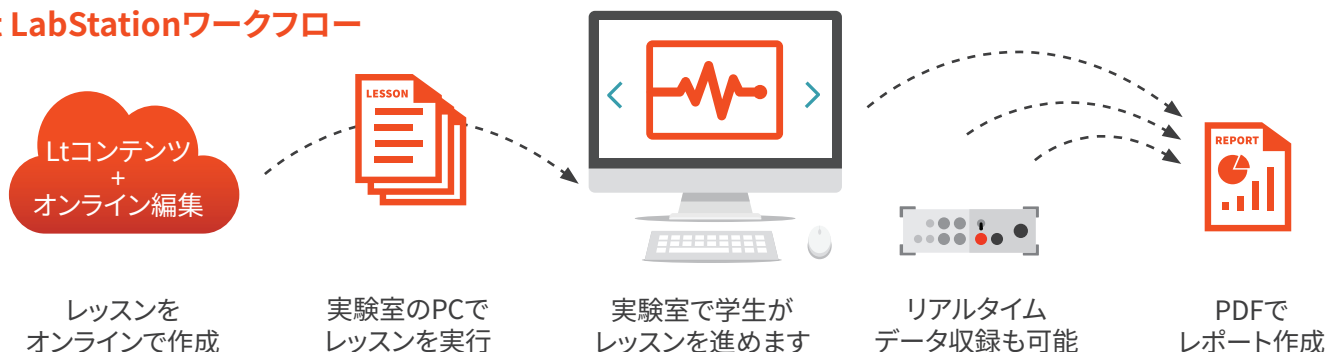 LabStationワークフロー
LESSON
Ltコンテンツ
+
オンライン編集
REPORT
レッスンを
オンラインで作成
実験室のPCで
レッスンを実行
実験室で学生が
レッスンを進めます
リアルタイム
データ収録も可能
PDFで
レポート作成